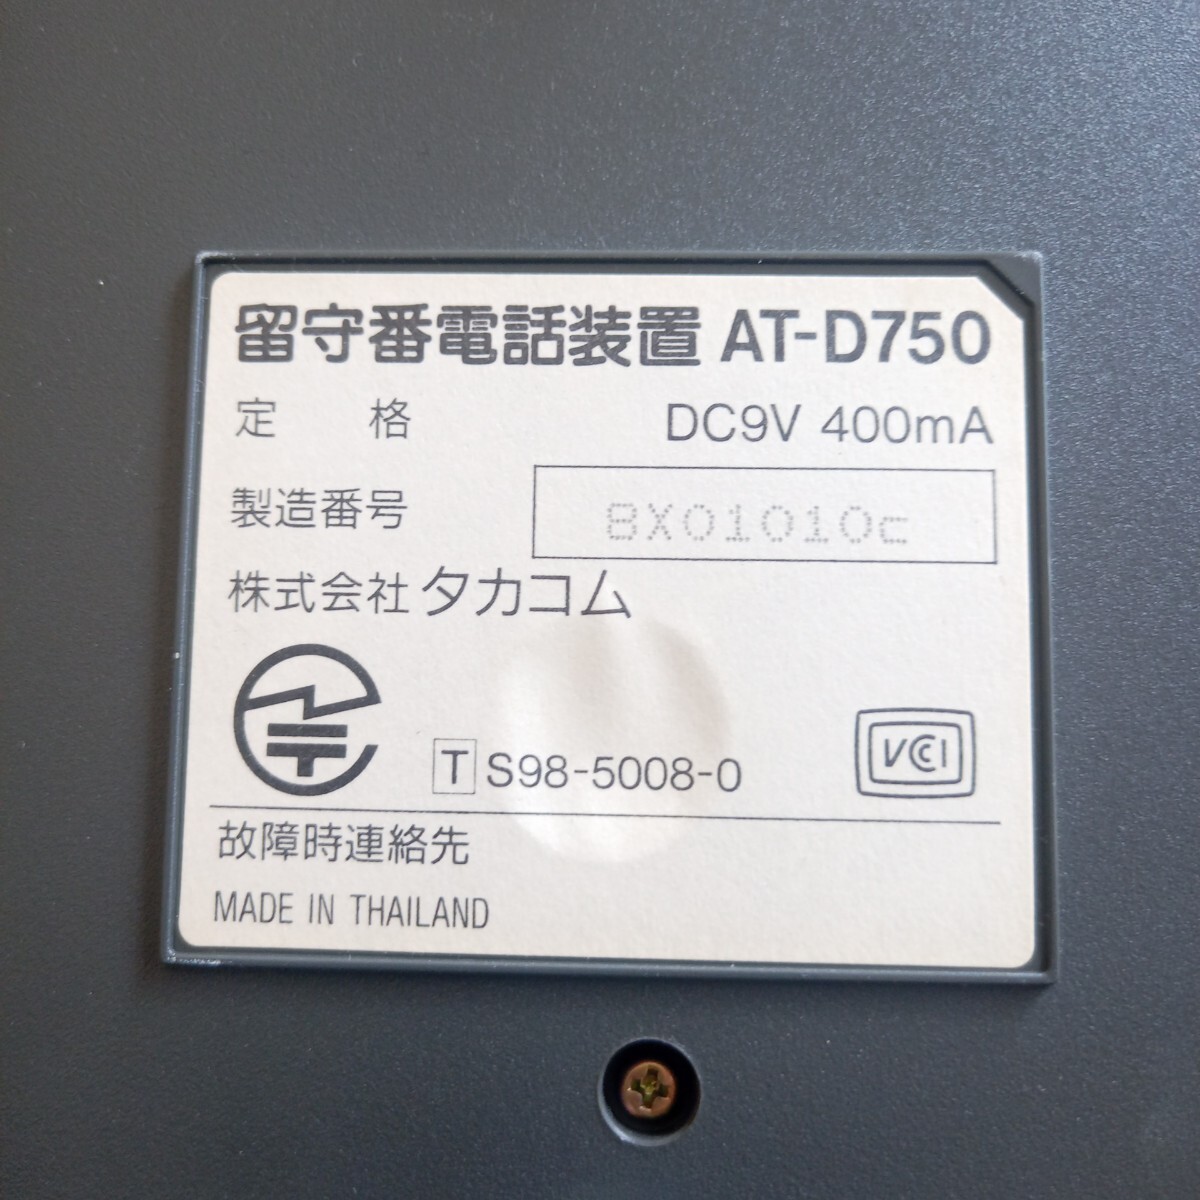 留守番電話装置 AT-D750
定 格 DC9V 400mA
製造番号 BX01010c
株式会社 タカコム
T S98-5008-0
VCCI
故障時連絡先
MADE IN THAILAND